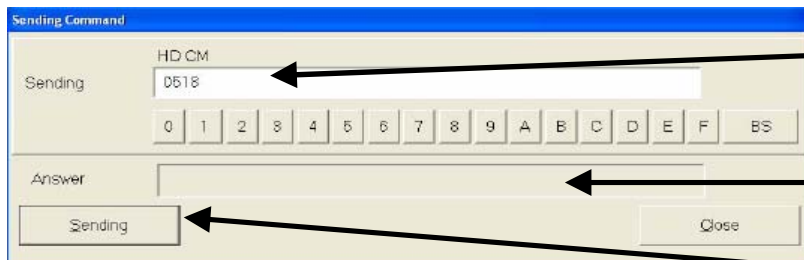 Sending Command
HD CM
Sending 0518
0 1 2 3 4 5 6 7 8 9 A B C D E F BS
Answer
Sending Close